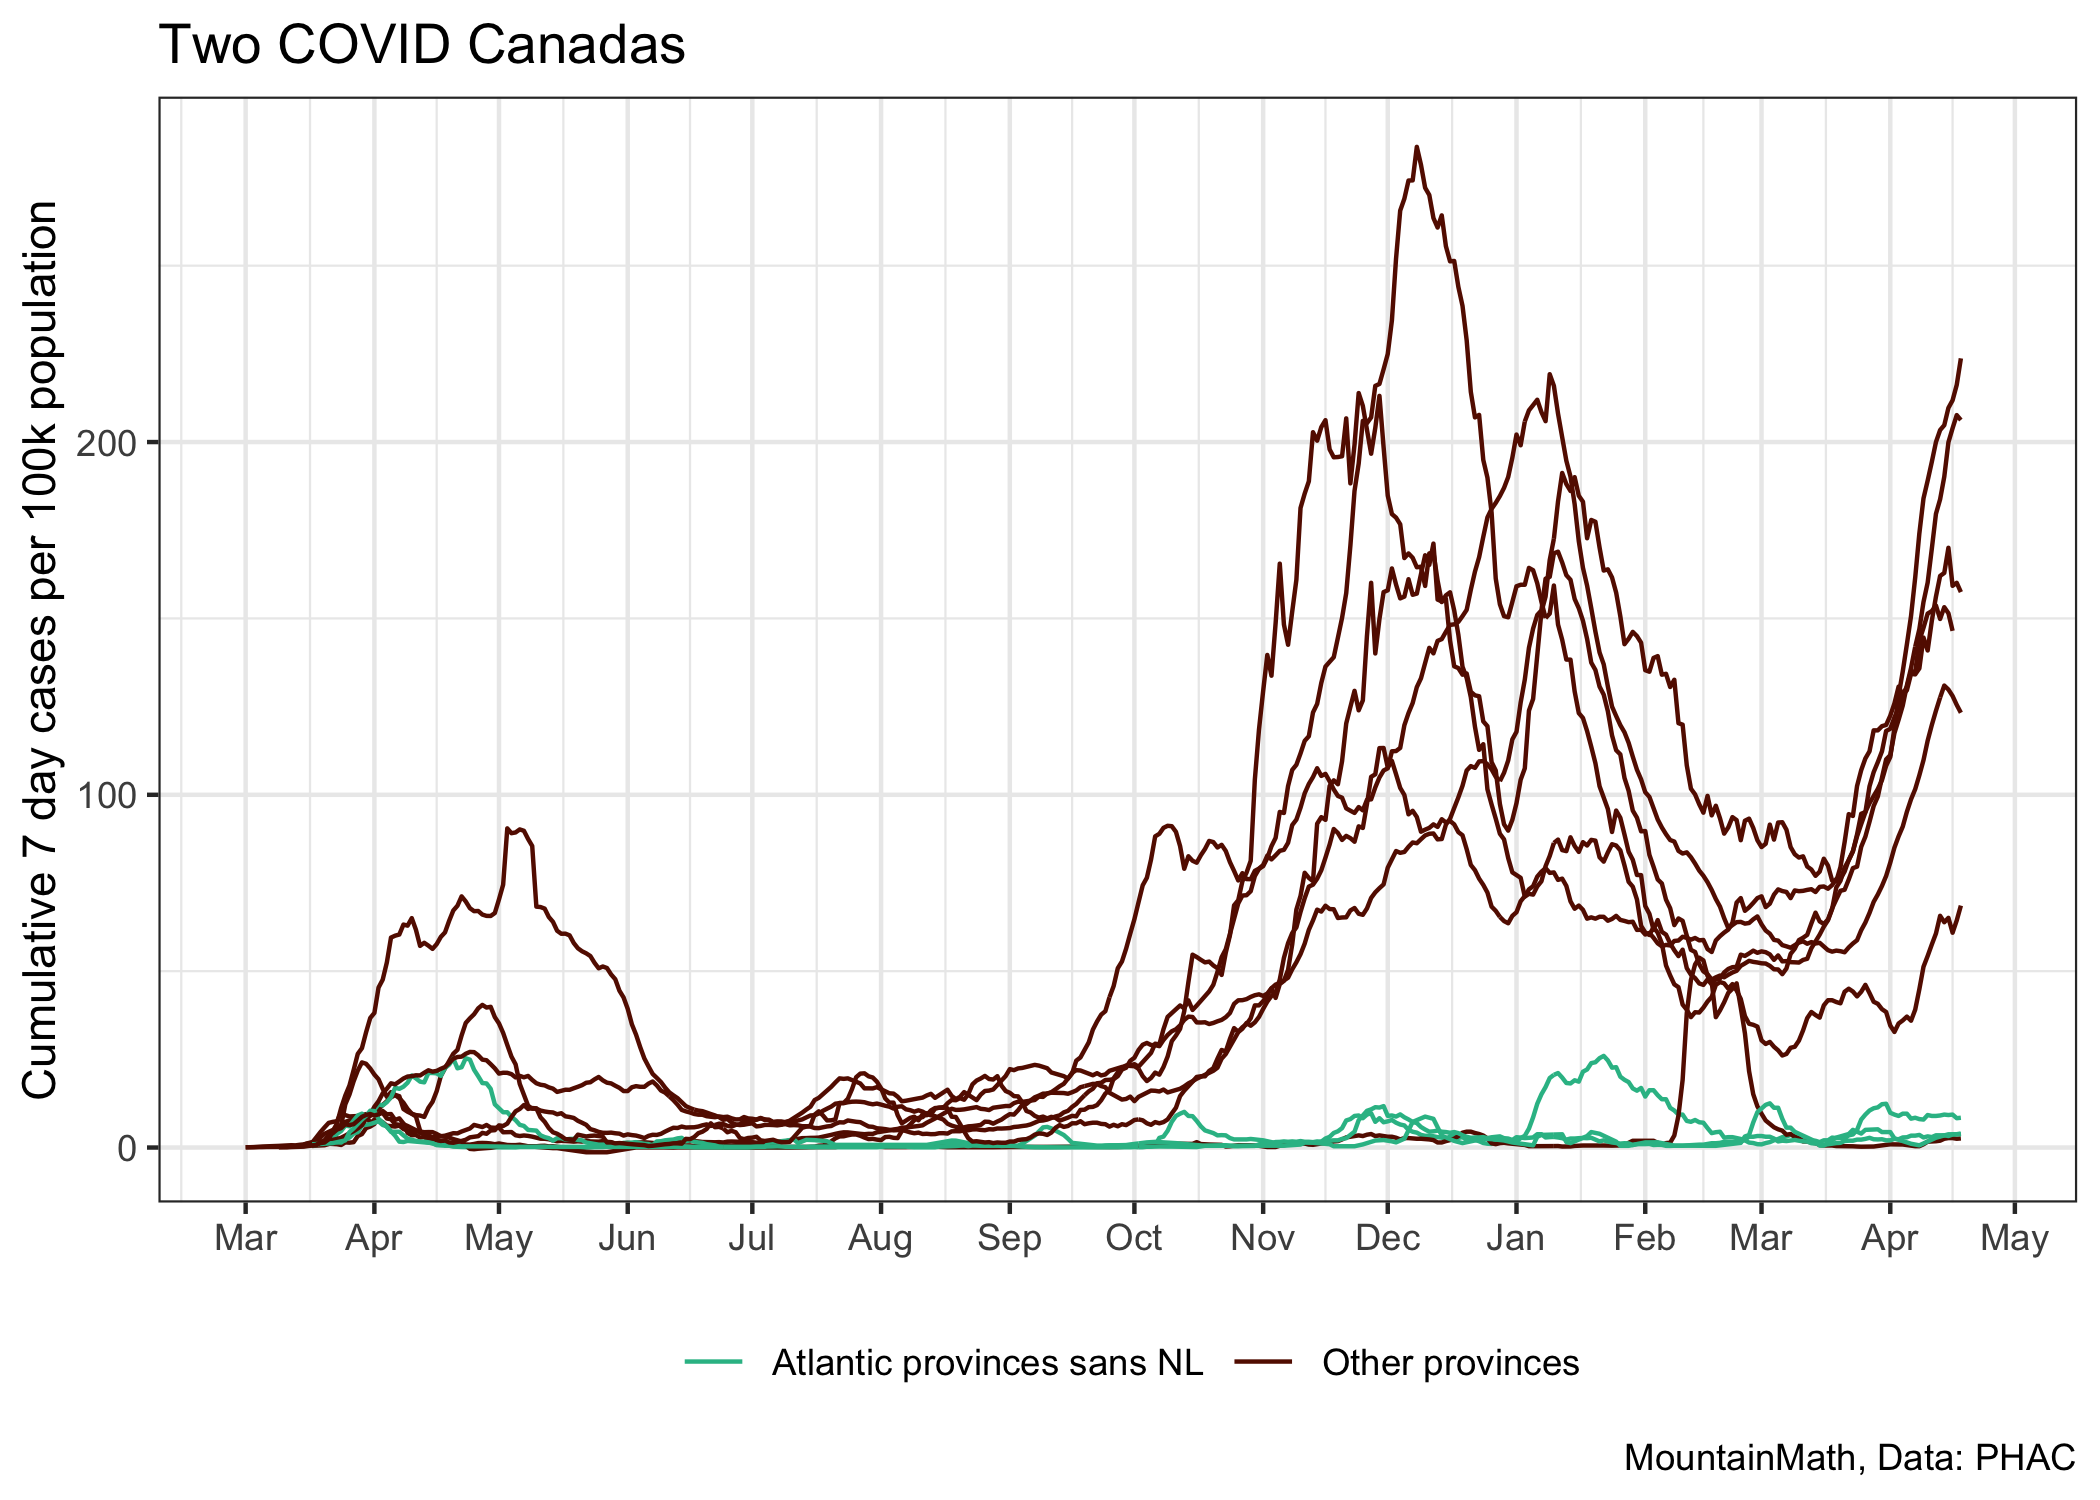 Two COVID Canadas
Cumulative 7 day cases per 100k population
200
100
0
Mar Apr May Jun Jul Aug Sep Oct Nov Dec Jan Feb Mar Apr May
Atlantic provinces sans NL Other provinces
MountainMath, Data: PHAC